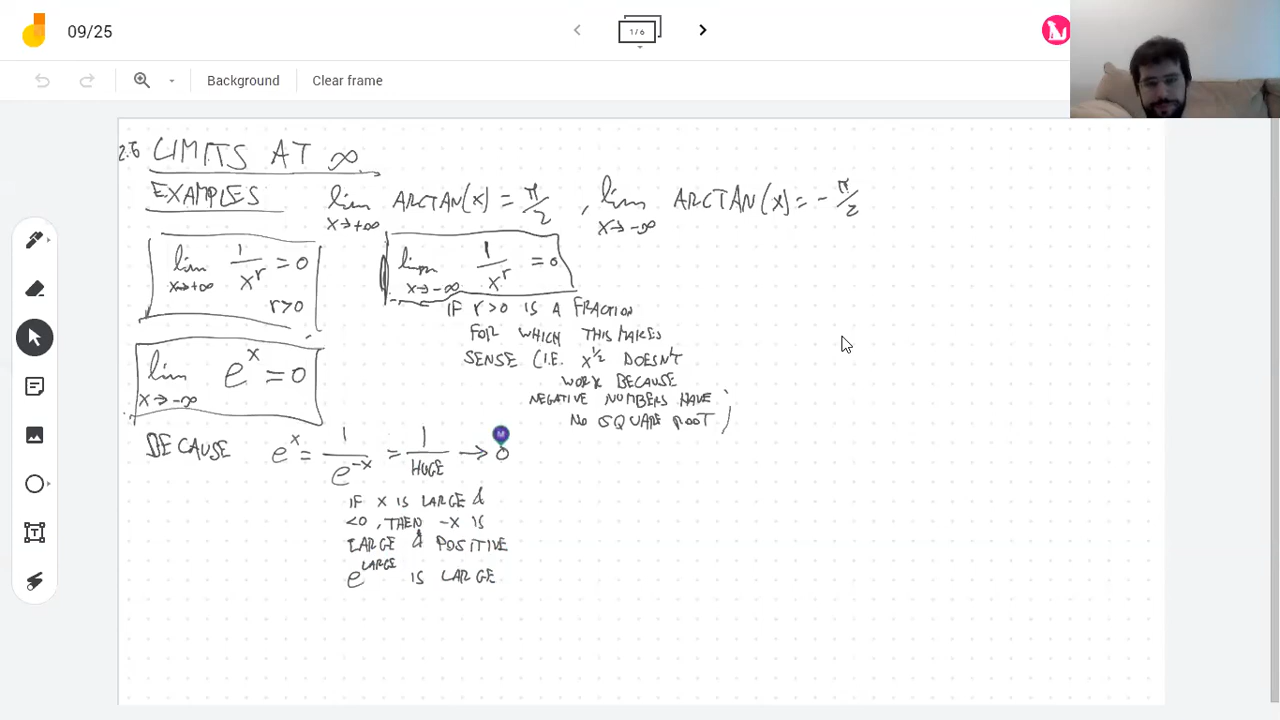 09/25
1/6
Background
Clear frame
2.6 LIMITS AT ∞
EXAMPLES lim x→+∞ ARCTAN(x) = π/2 , lim x→-∞ ARCTAN(x) = - π/2
lim x→+∞ 1/x^r = 0 r>0
lim x→-∞ 1/x^r = 0
IF r>0 IS A FRACTION
FOR WHICH THIS MAKES
SENSE (I.E. x^1/2 DOESN'T
WORK BECAUSE
NEGATIVE NUMBERS HAVE
NO SQUARE ROOT)
lim x→-∞ e^x = 0
BECAUSE e^x = 1/e^-x = 1/HUGE → 0
M
IF x IS LARGE &
<0, THEN -x IS
LARGE & POSITIVE
e^LARGE IS LARGE